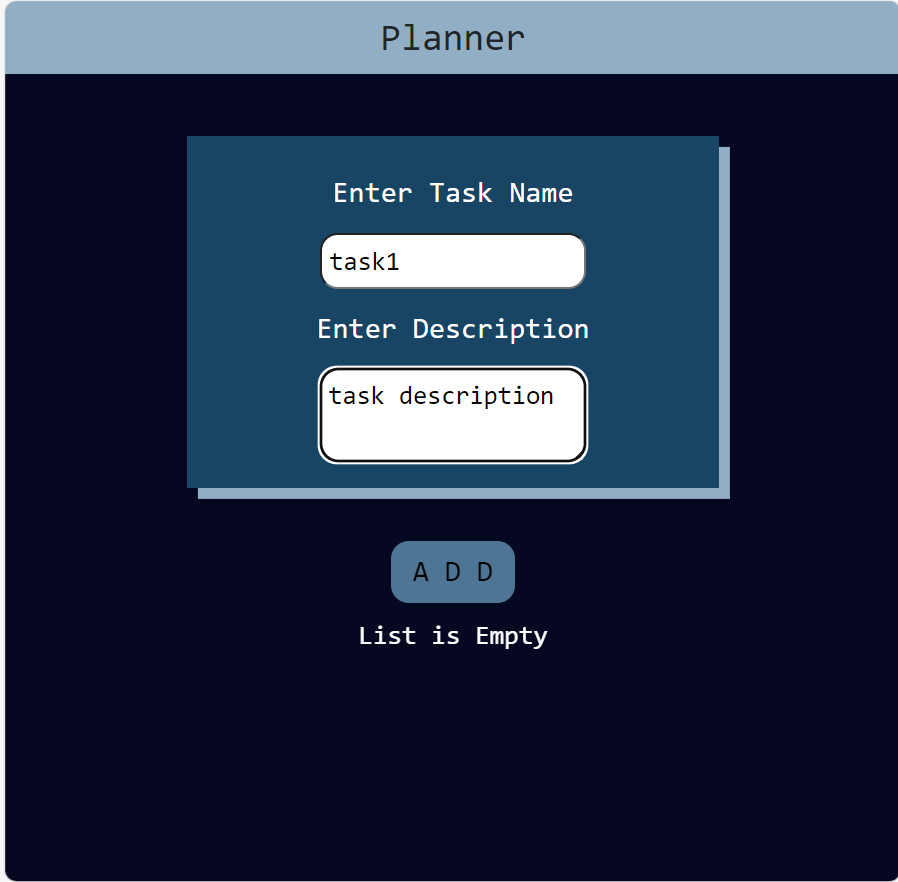 Planner
Enter Task Name
task1
Enter Description
task description
A D D
List is Empty